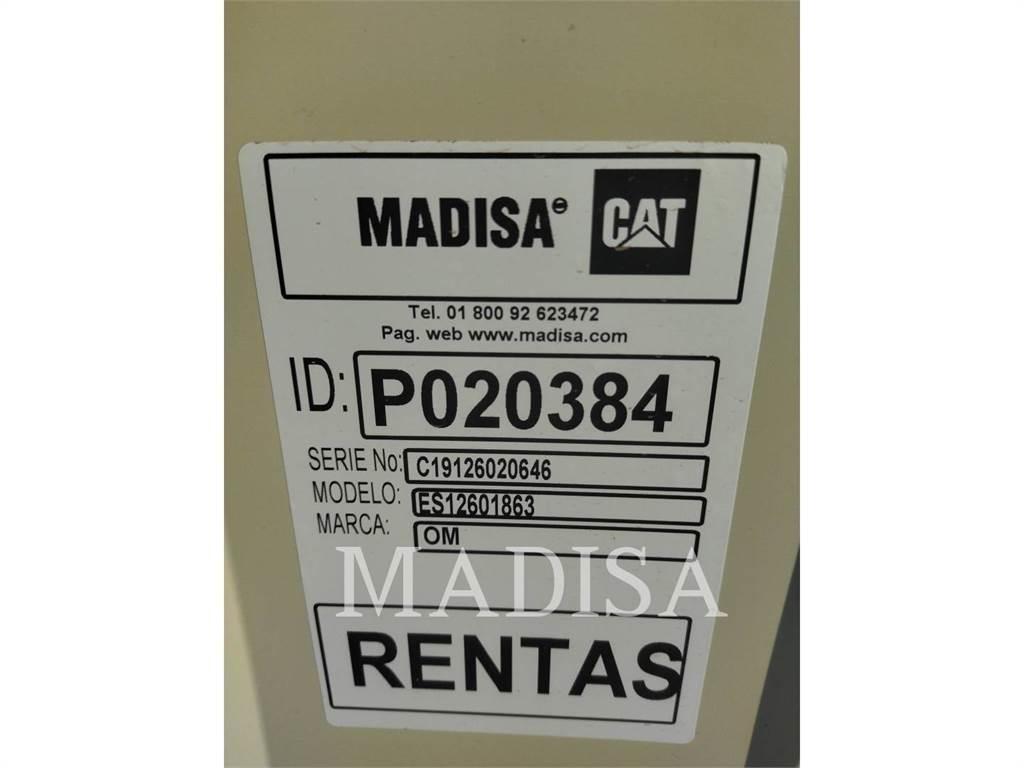 MADISA CAT
Tel. 01 800 92 623472
Pag. web www.madisa.com
ID: P020384
SERIE No: C19126020646
MODELO: ES12601863
MARCA: OM
MADISA
RENTAS